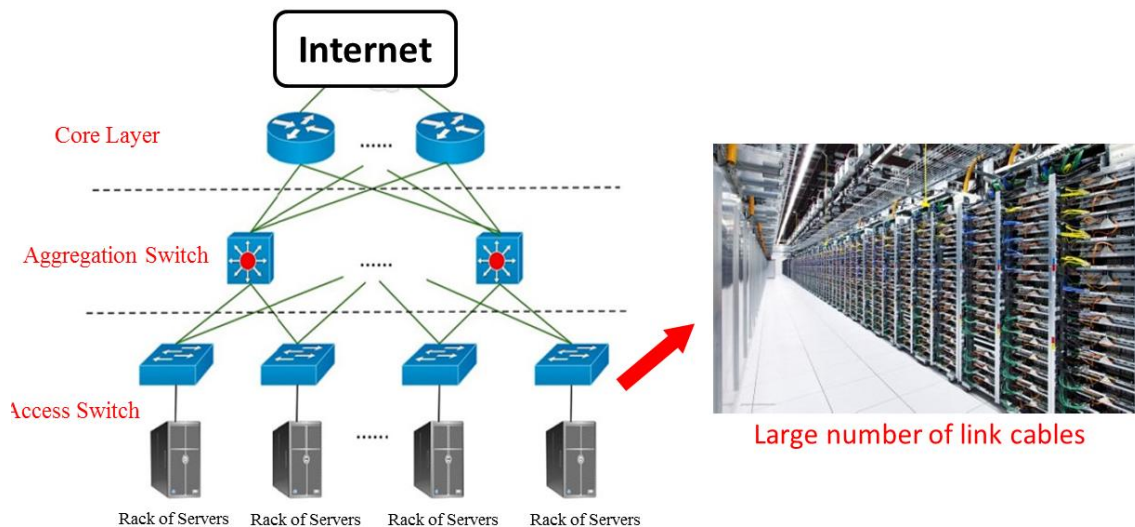 Internet
Core Layer
......
Aggregation Switch
......
Access Switch
......
Rack of Servers
Rack of Servers
Rack of Servers
Rack of Servers
Large number of link cables